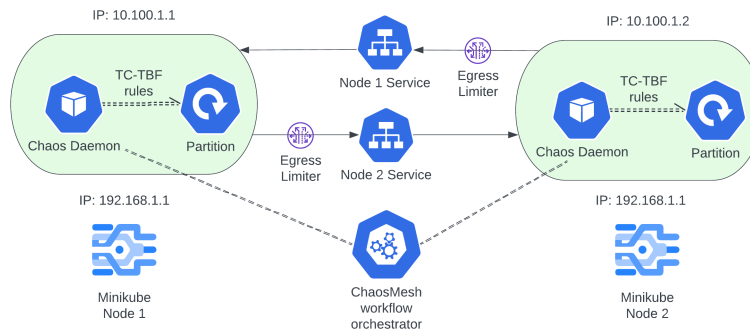 IP: 10.100.1.1
IP: 10.100.1.2
TC-TBF
rules
Chaos Daemon
Partition
Node 1 Service
Egress
Limiter
TC-TBF
rules
Chaos Daemon
Partition
Egress
Limiter
Node 2 Service
IP: 192.168.1.1
IP: 192.168.1.1
Minikube
Node 1
ChaosMesh
workflow
orchestrator
Minikube
Node 2